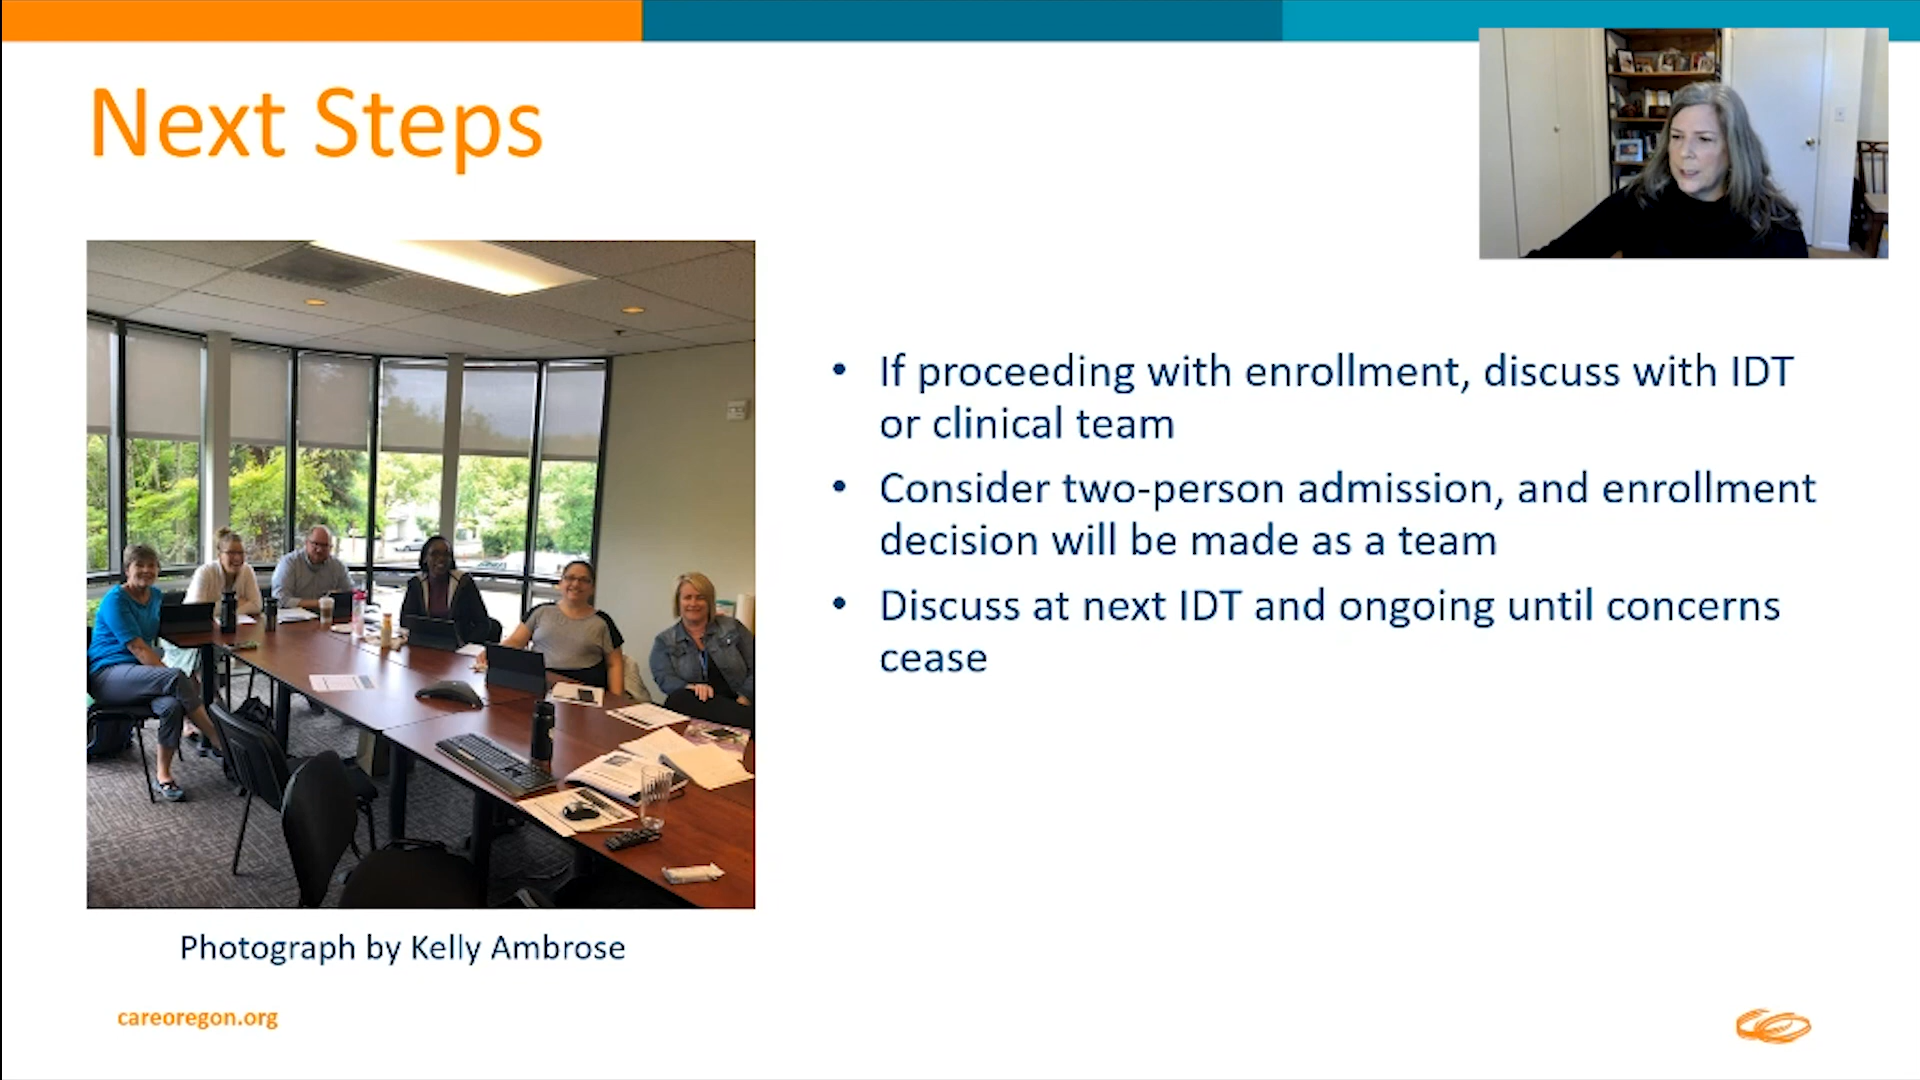 Next Steps
• If proceeding with enrollment, discuss with IDT
or clinical team
• Consider two-person admission, and enrollment
decision will be made as a team
• Discuss at next IDT and ongoing until concerns
cease
Photograph by Kelly Ambrose
careoregon.org